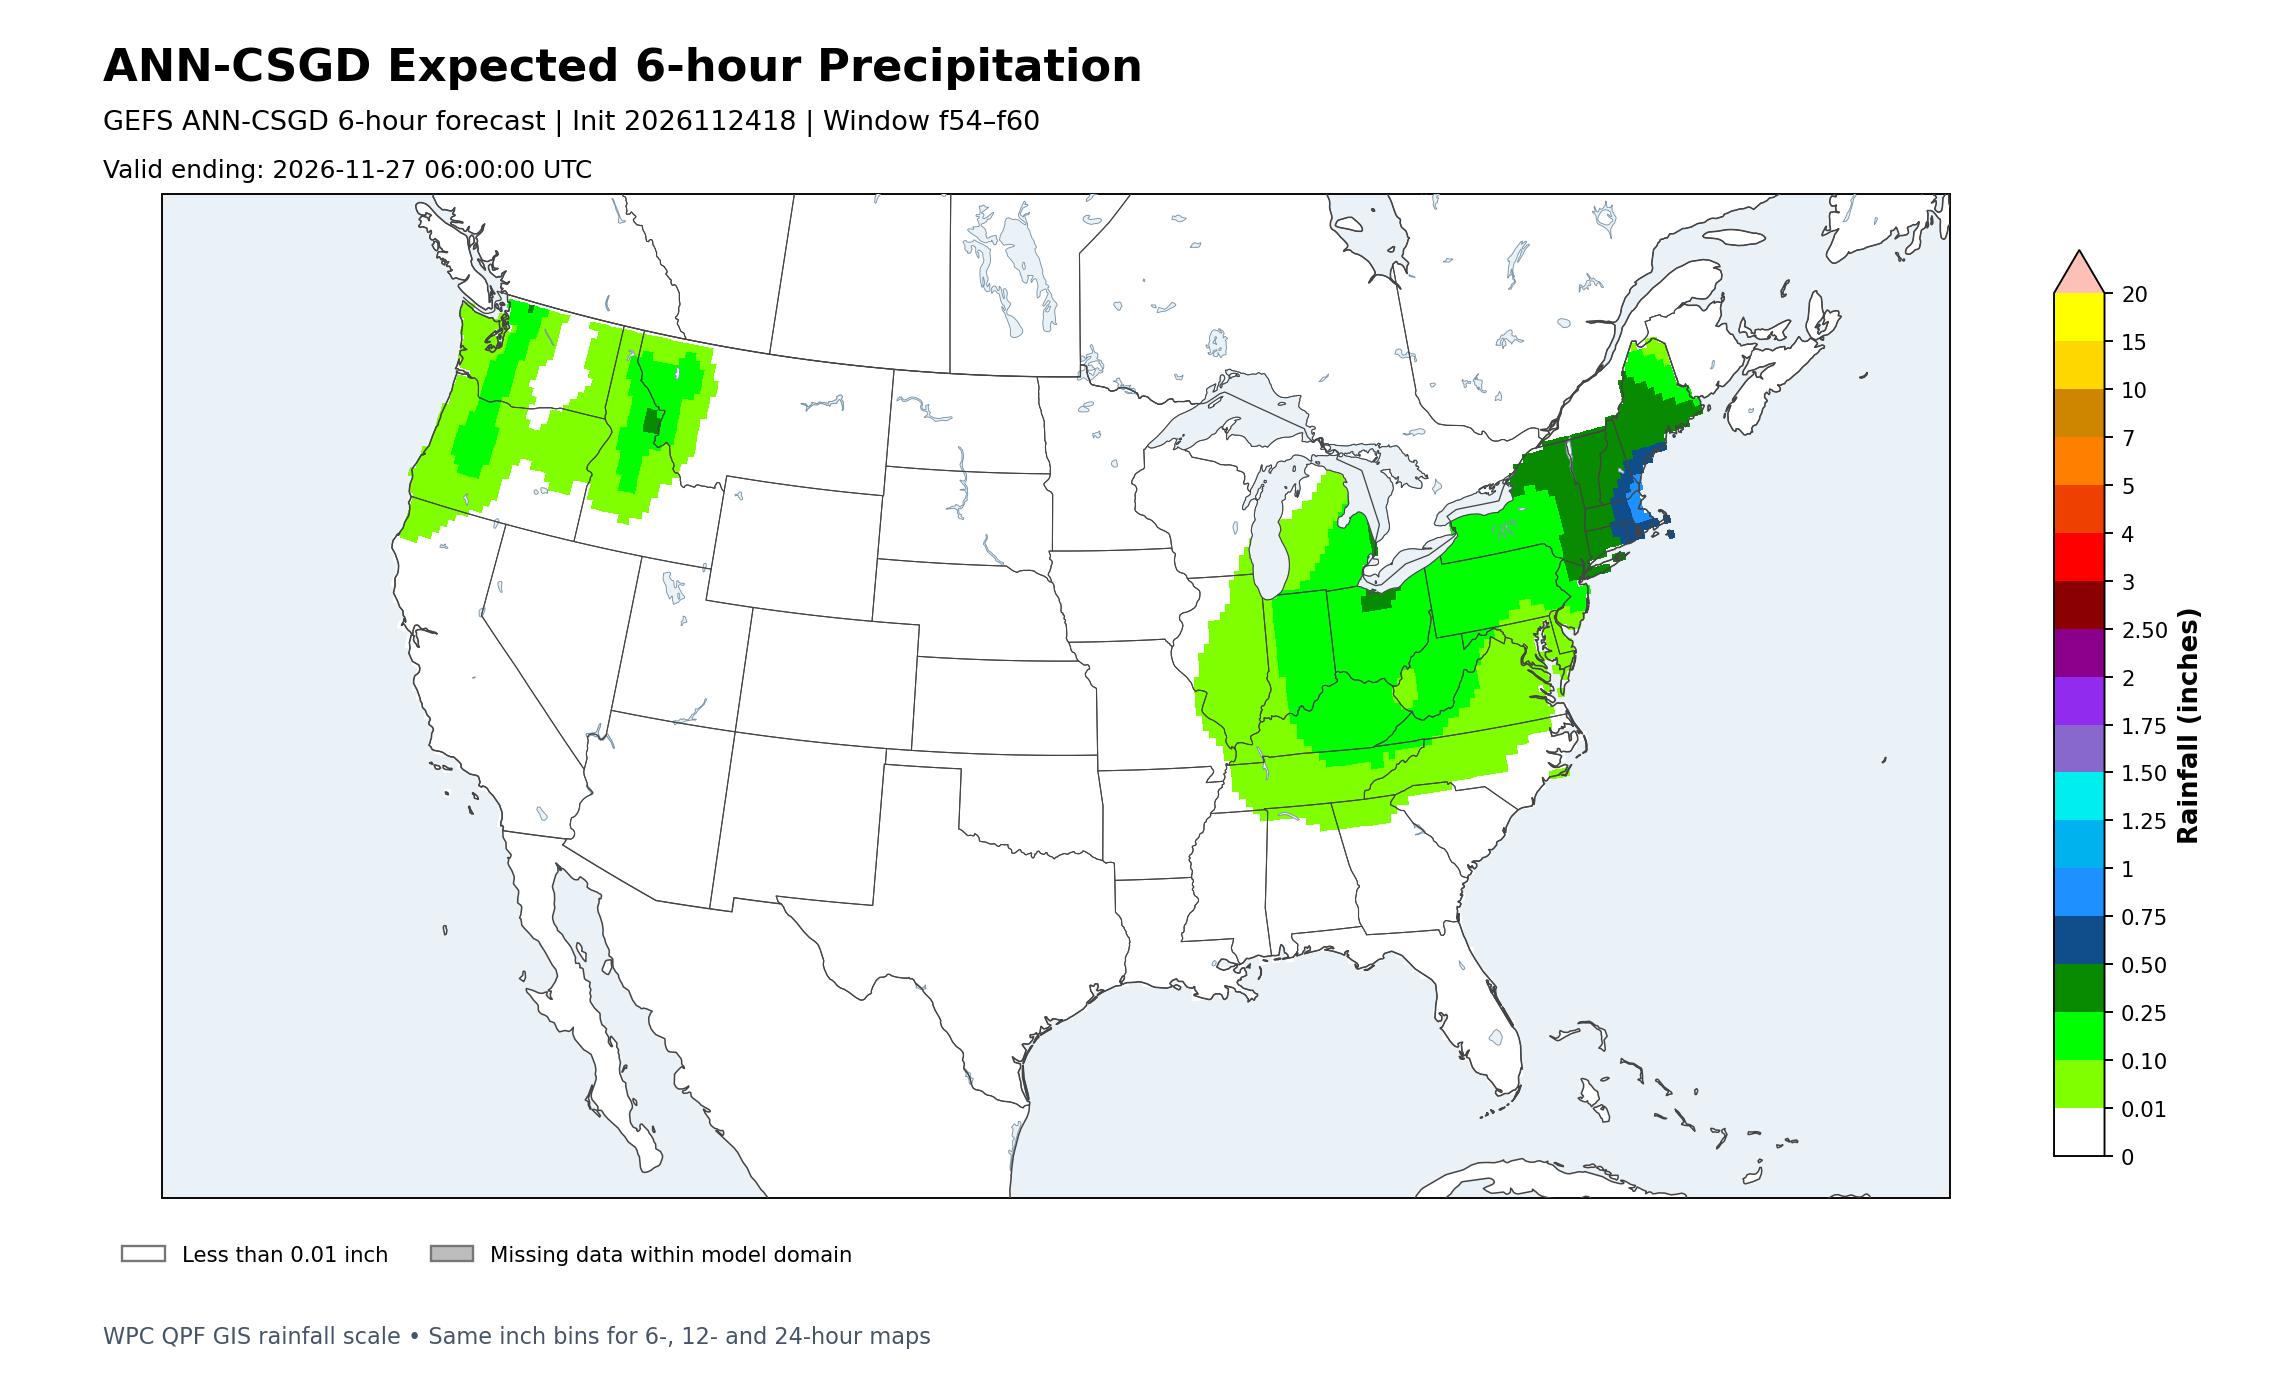 ANN-CSGD Expected 6-hour Precipitation
GEFS ANN-CSGD 6-hour forecast | Init 2026112418 | Window f54–f60
Valid ending: 2026-11-27 06:00:00 UTC
20
15
10
7
5
4
3
2.50
2
1.75
1.50
1.25
1
0.75
0.50
0.25
0.10
0.01
0
Rainfall (inches)
Less than 0.01 inch
Missing data within model domain
WPC QPF GIS rainfall scale • Same inch bins for 6-, 12- and 24-hour maps